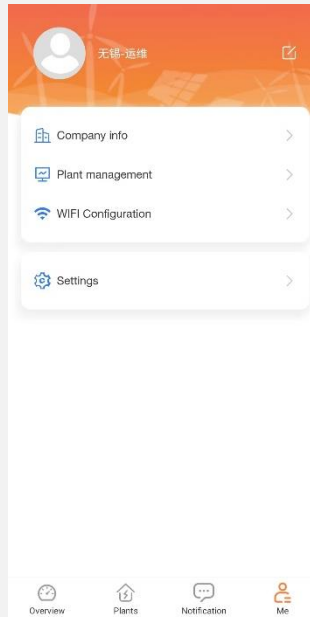 无锡-运维
Company info
Plant management
WIFI Configuration
Settings
Overview
Plants
Notification
Me